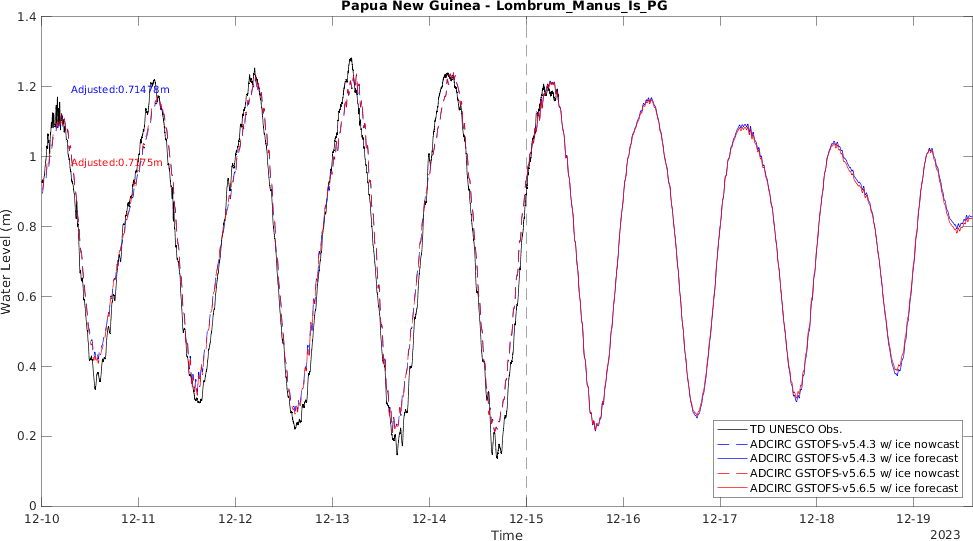 Papua New Guinea - Lombrum_Manus_Is_PG
1.4
1.2
1
0.8
0.6
0.4
0.2
0
Water Level (m)
Adjusted:0.71478m
Adjusted:0.7175m
TD UNESCO Obs.
ADCIRC GSTOFS-v5.4.3 w/ ice nowcast
ADCIRC GSTOFS-v5.4.3 w/ ice forecast
ADCIRC GSTOFS-v5.6.5 w/ ice nowcast
ADCIRC GSTOFS-v5.6.5 w/ ice forecast
12-10 12-11 12-12 12-13 12-14 12-15 12-16 12-17 12-18 12-19
Time
2023